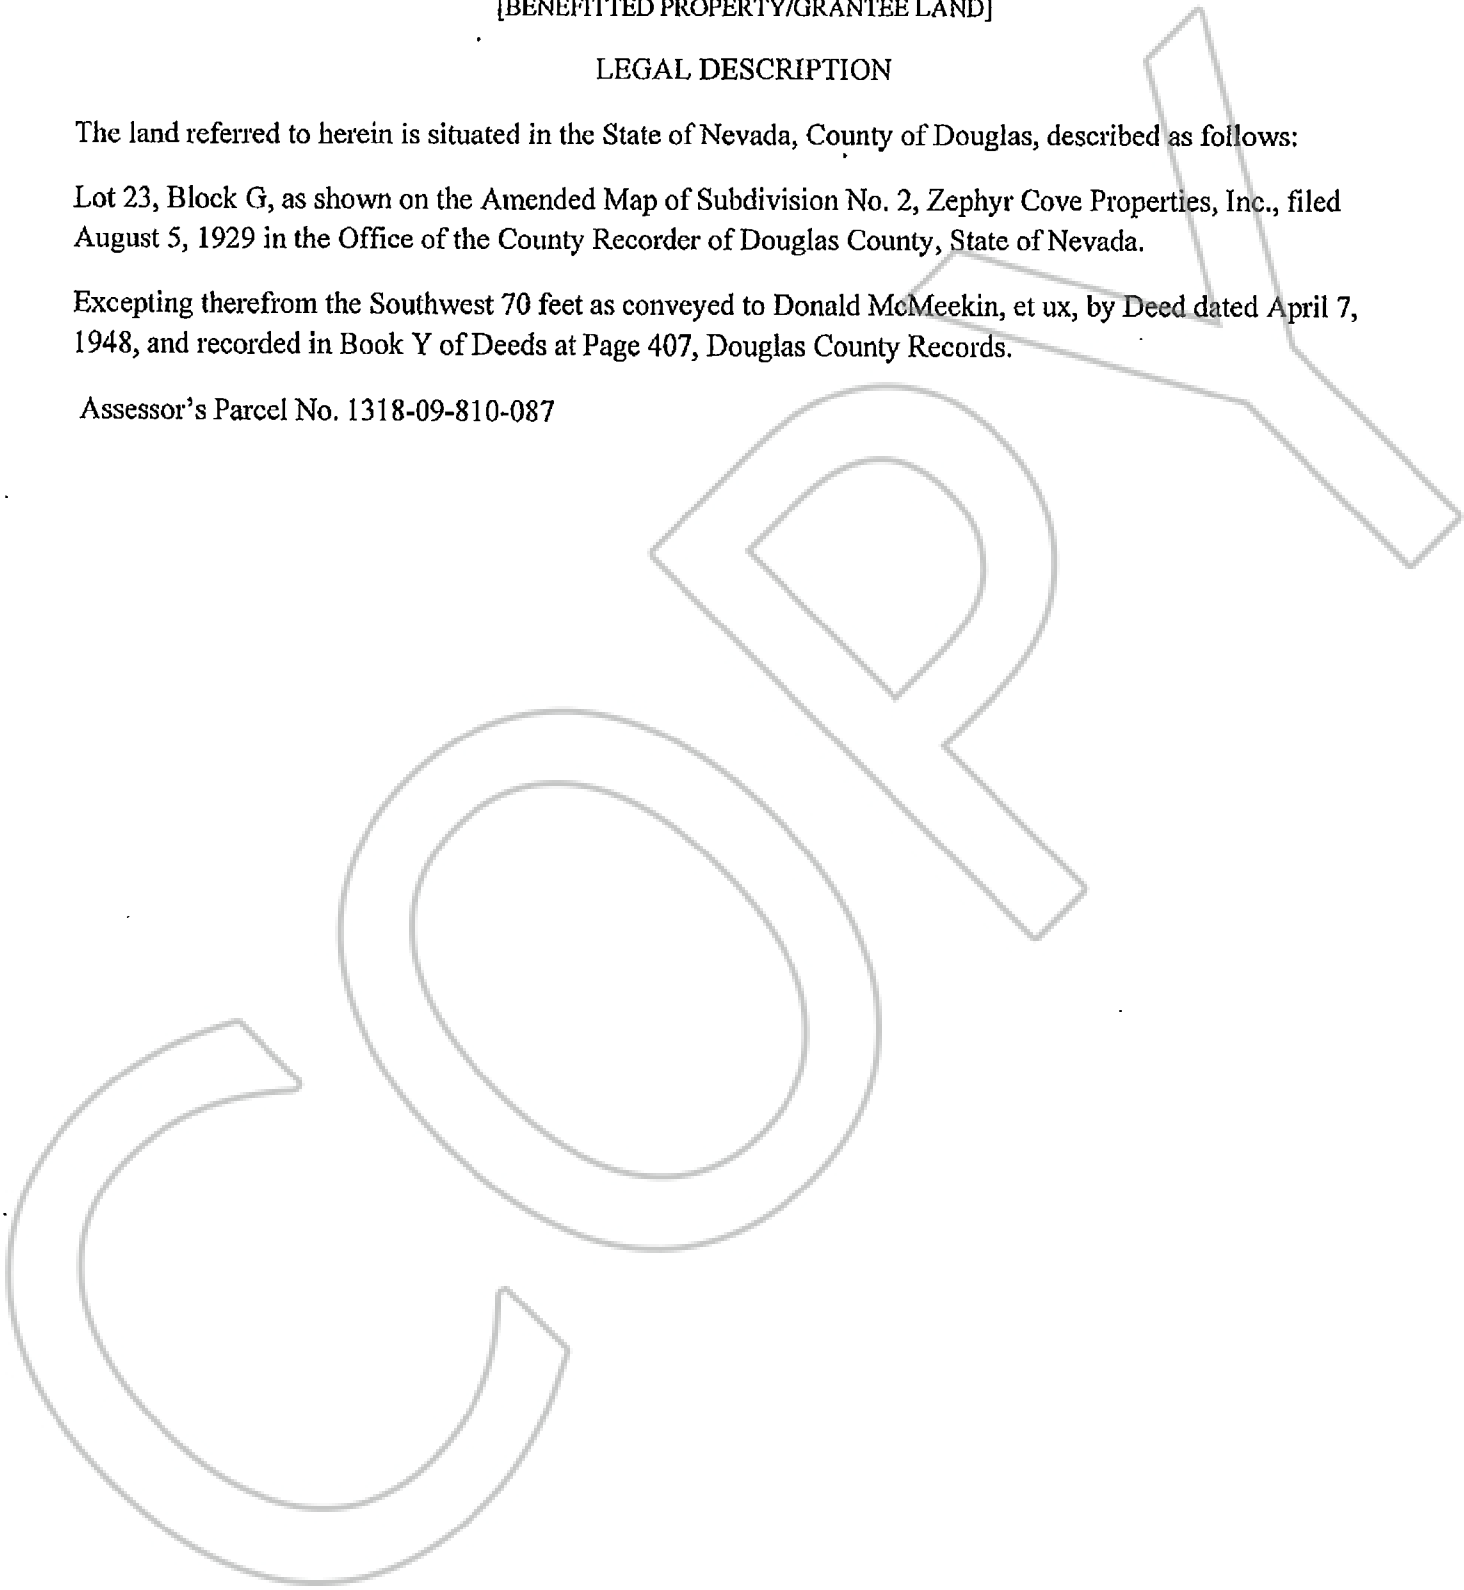 [BENEFITTED PROPERTY/GRANTEE LAND]
LEGAL DESCRIPTION
The land referred to herein is situated in the State of Nevada, County of Douglas, described as follows:
Lot 23, Block G, as shown on the Amended Map of Subdivision No. 2, Zephyr Cove Properties, Inc., filed
August 5, 1929 in the Office of the County Recorder of Douglas County, State of Nevada.
Excepting therefrom the Southwest 70 feet as conveyed to Donald McMeekin, et ux, by Deed dated April 7,
1948, and recorded in Book Y of Deeds at Page 407, Douglas County Records.
Assessor's Parcel No. 1318-09-810-087
COPY